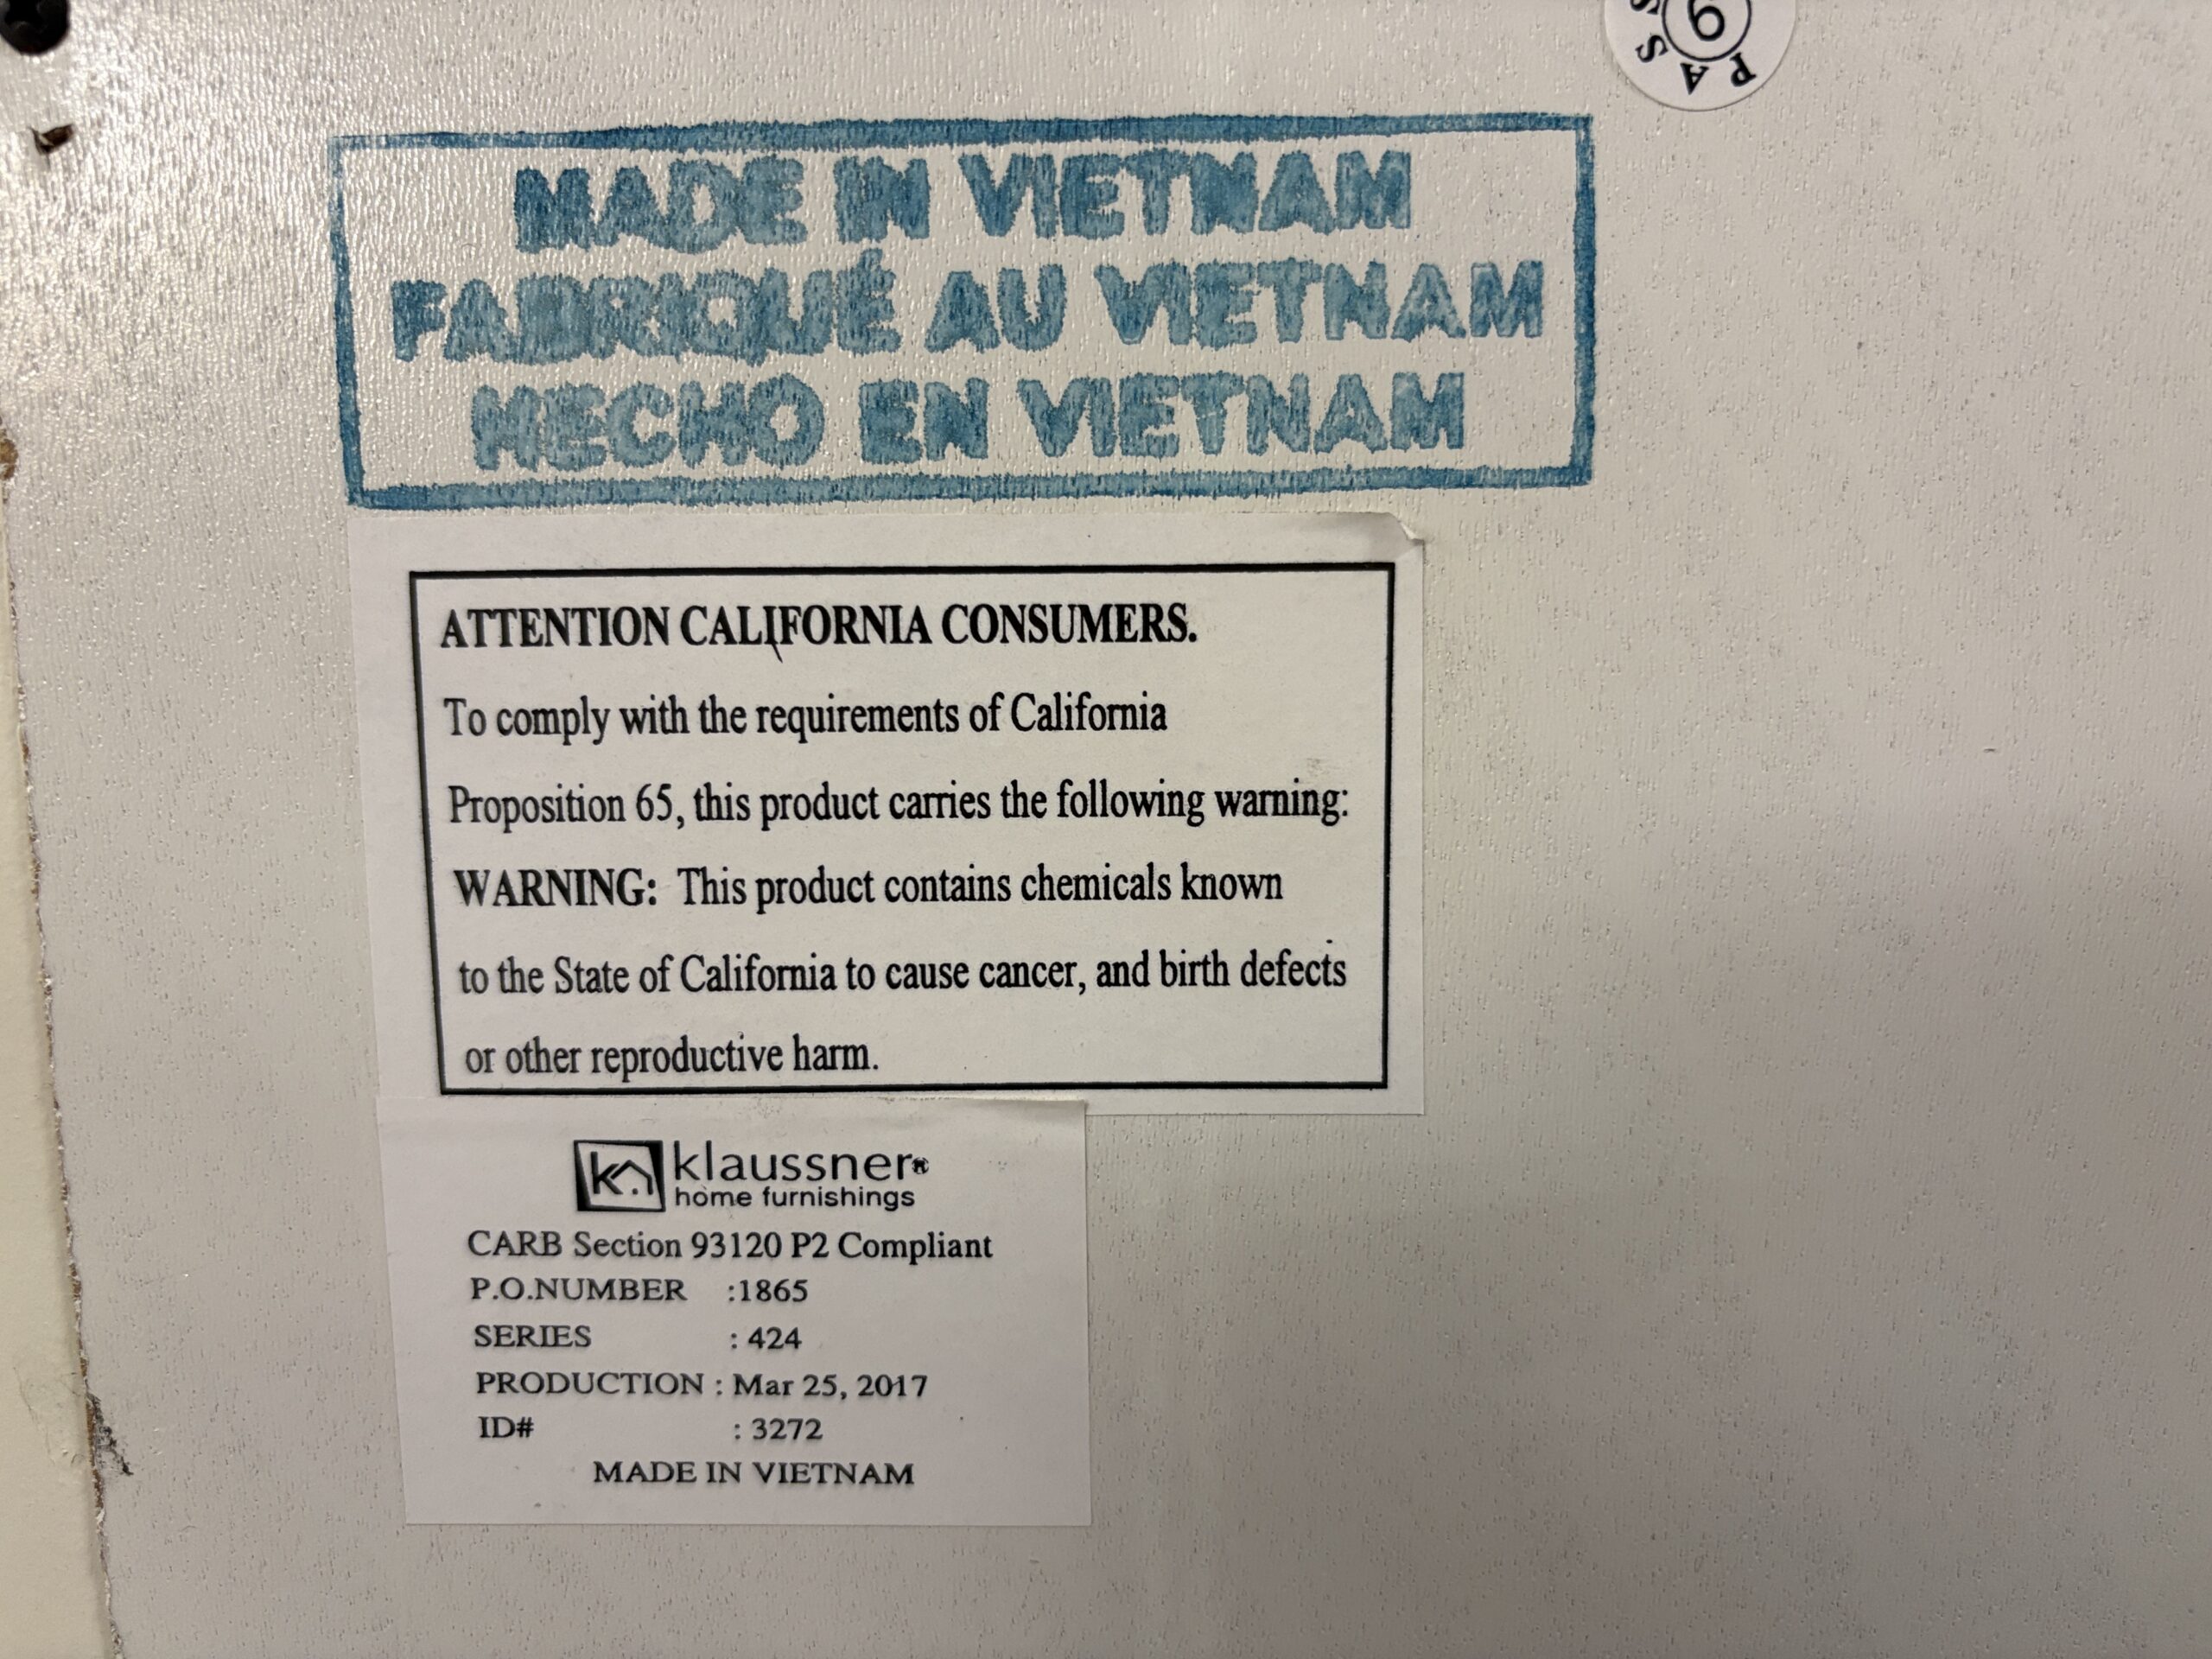 PASS
6
MADE IN VIETNAM
FABRIQUÉ AU VIETNAM
HECHO EN VIETNAM
ATTENTION CALIFORNIA CONSUMERS.
To comply with the requirements of California
Proposition 65, this product carries the following warning:
WARNING: This product contains chemicals known
to the State of California to cause cancer, and birth defects
or other reproductive harm.
klaussner®
home furnishings
CARB Section 93120 P2 Compliant
P.O.NUMBER :1865
SERIES : 424
PRODUCTION : Mar 25, 2017
ID# : 3272
MADE IN VIETNAM